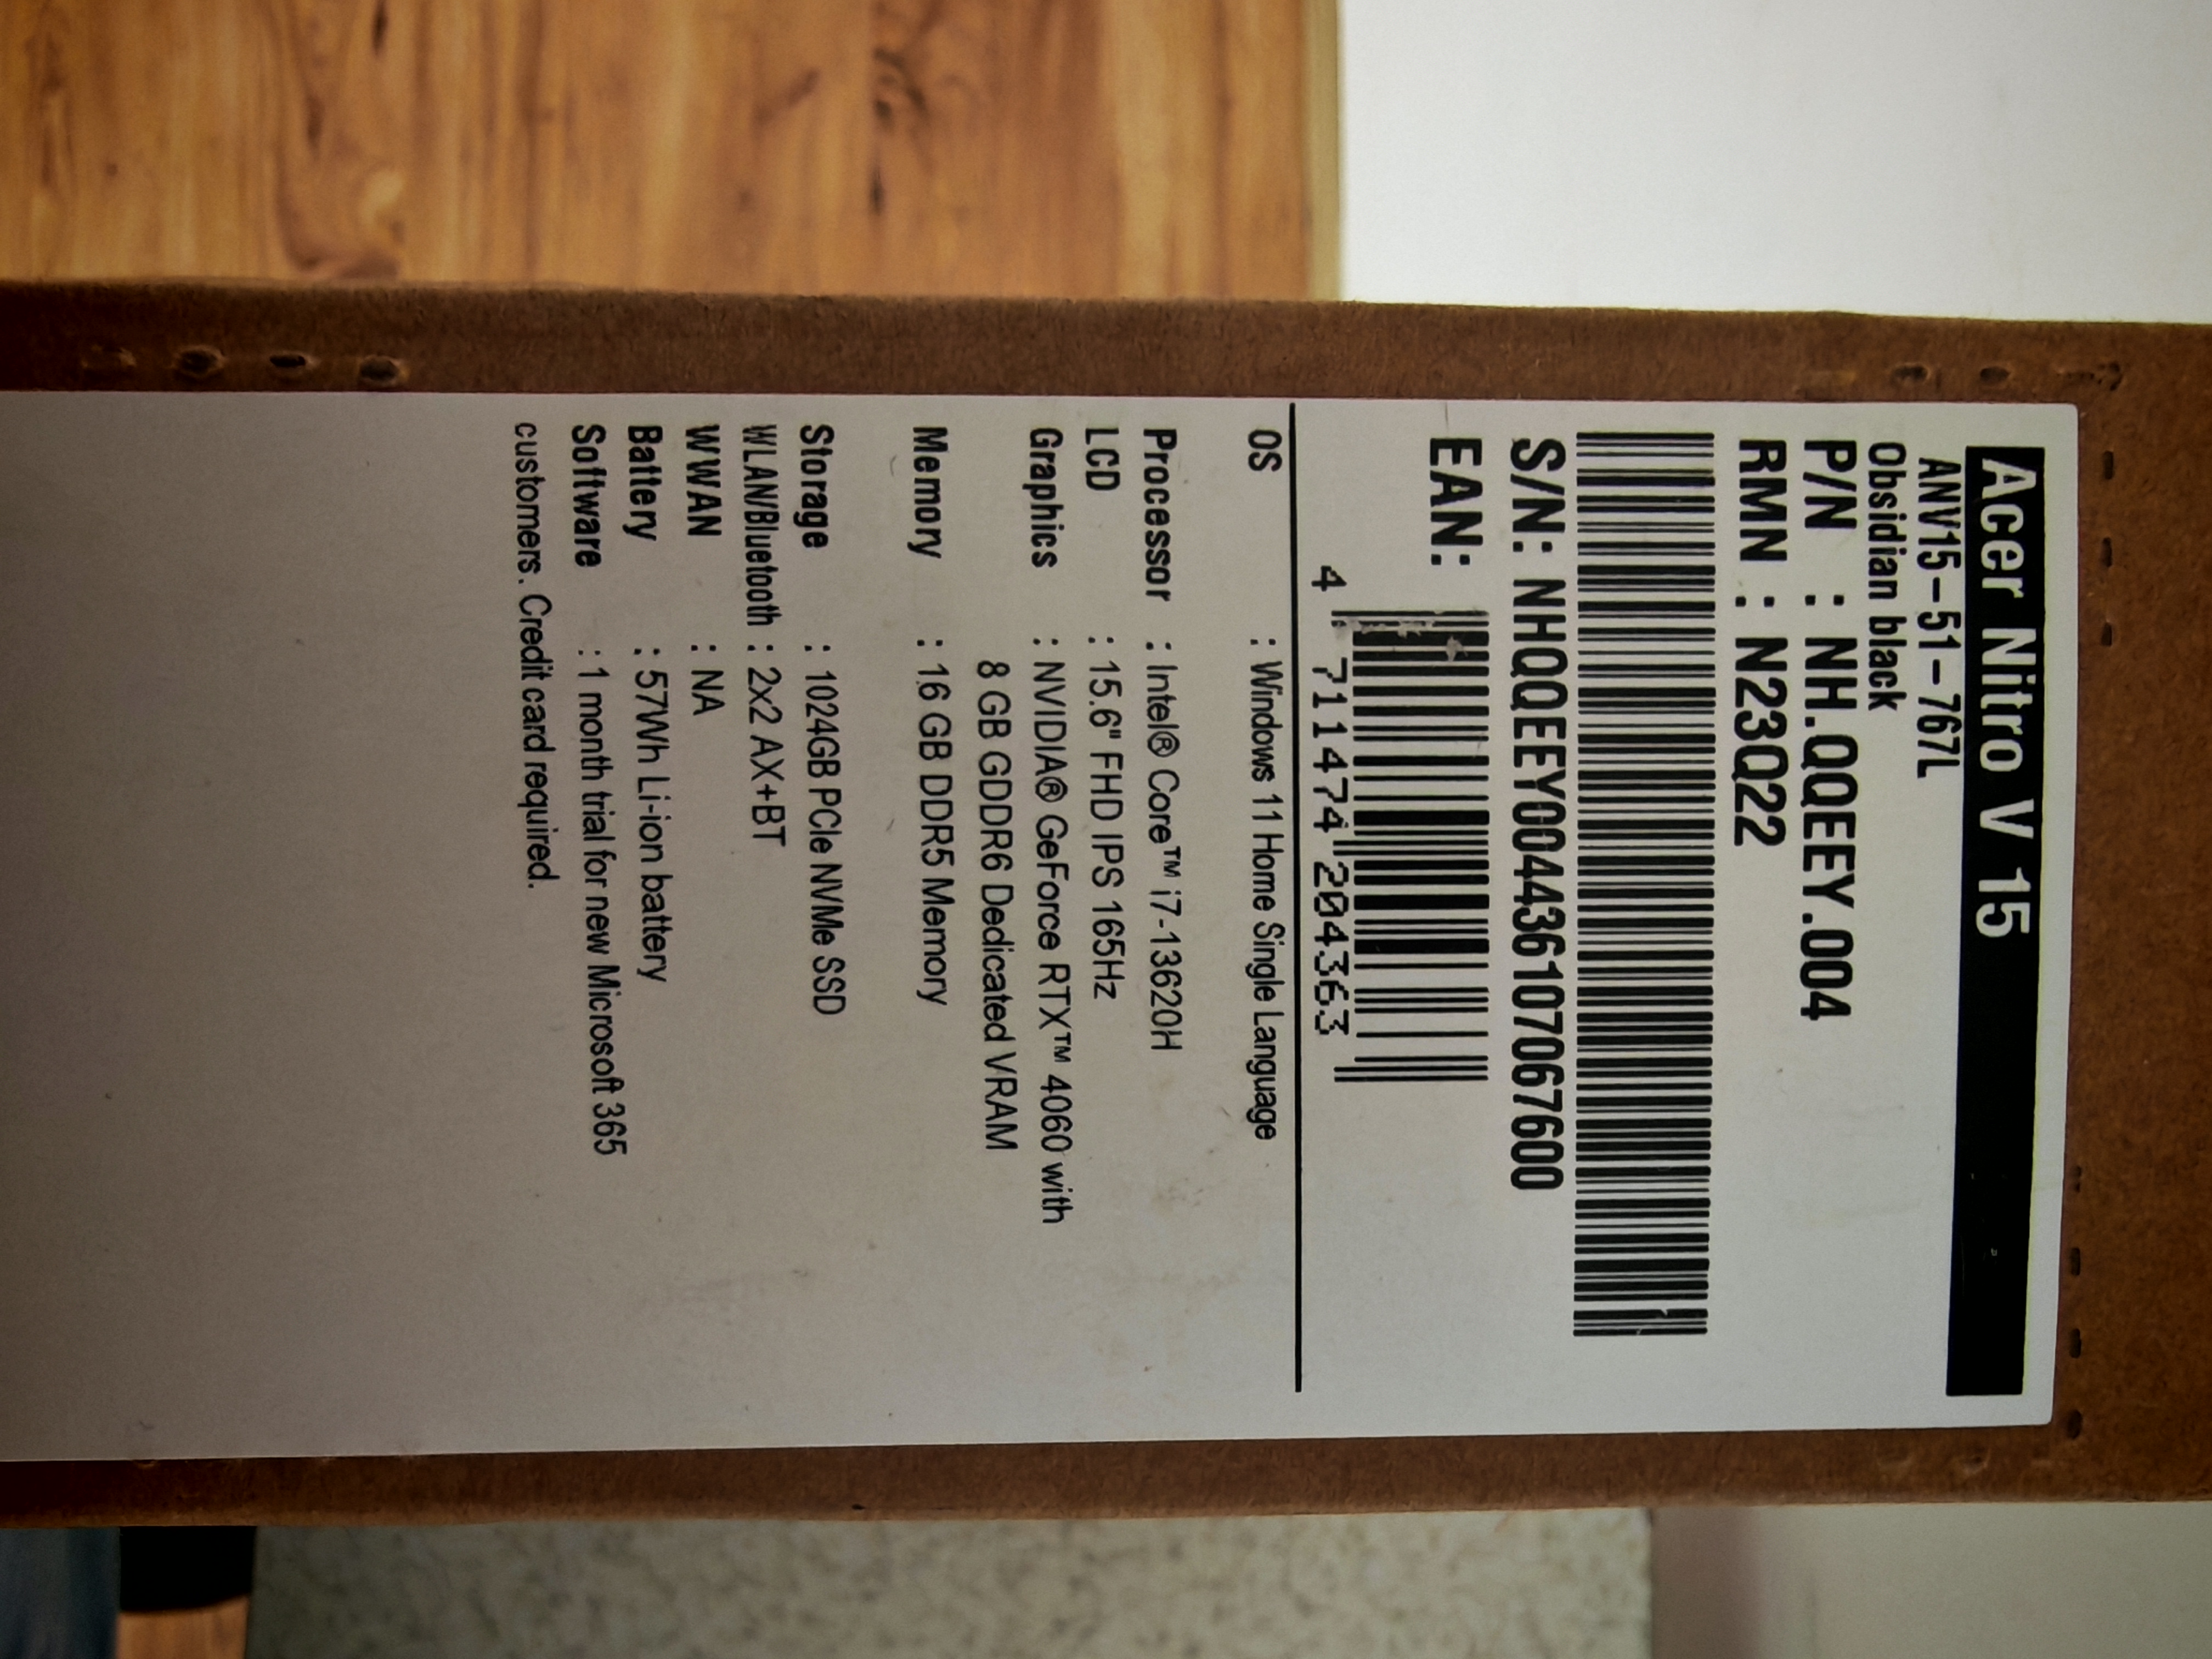 Acer Nitro V 15
ANV15-51-767L
Obsidian black
P/N : NH.QQEEY.004
RMN : N23Q22
S/N: NHQQEEY004436107067600
EAN:
4 711474 204363
OS : Windows 11 Home Single Language
Processor : Intel® Core™ i7-13620H
LCD : 15.6" FHD IPS 165Hz
Graphics : NVIDIA® GeForce RTX™ 4060 with
8 GB GDDR6 Dedicated VRAM
Memory : 16 GB DDR5 Memory
Storage : 1024GB PCIe NVMe SSD
WLAN/Bluetooth : 2x2 AX+BT
WWAN : NA
Battery : 57Wh Li-ion battery
Software : 1 month trial for new Microsoft 365
customers. Credit card required.